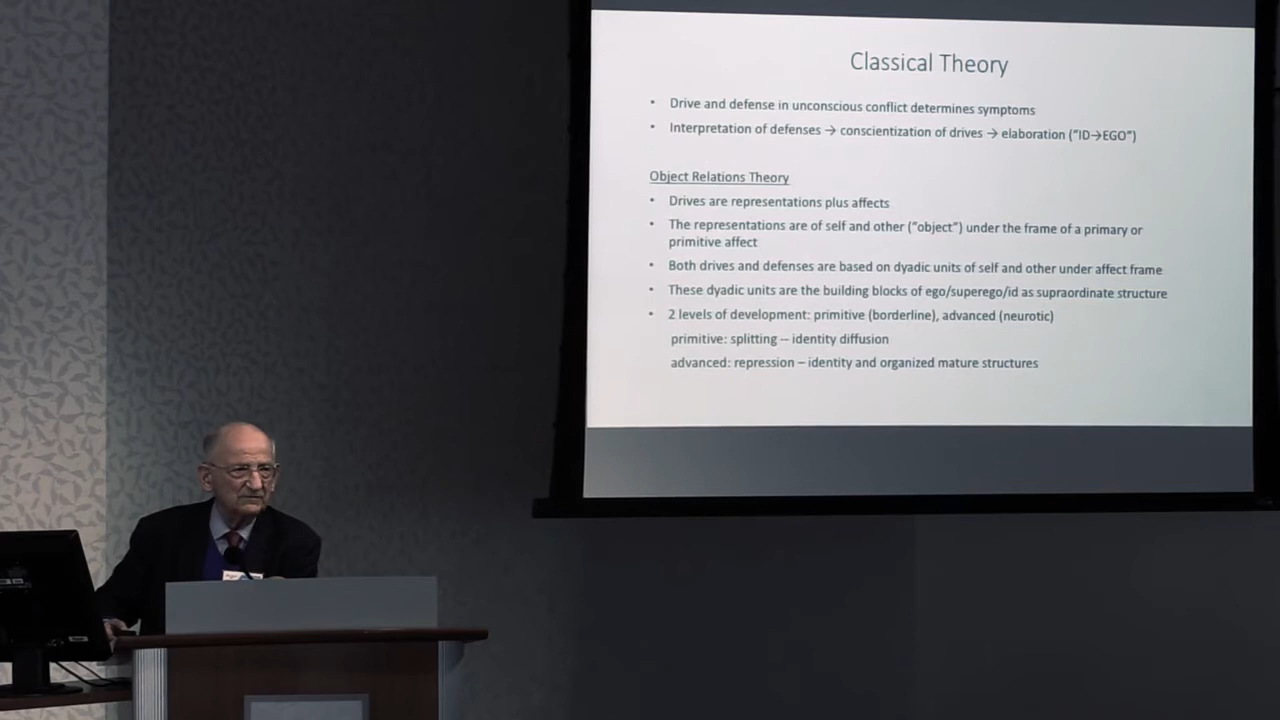 Classical Theory
• Drive and defense in unconscious conflict determines symptoms
• Interpretation of defenses → conscientization of drives → elaboration ("ID→EGO")
Object Relations Theory
• Drives are representations plus affects
• The representations are of self and other ("object") under the frame of a primary or
primitive affect
• Both drives and defenses are based on dyadic units of self and other under affect frame
• These dyadic units are the building blocks of ego/superego/id as supraordinate structure
• 2 levels of development: primitive (borderline), advanced (neurotic)
primitive: splitting – identity diffusion
advanced: repression – identity and organized mature structures